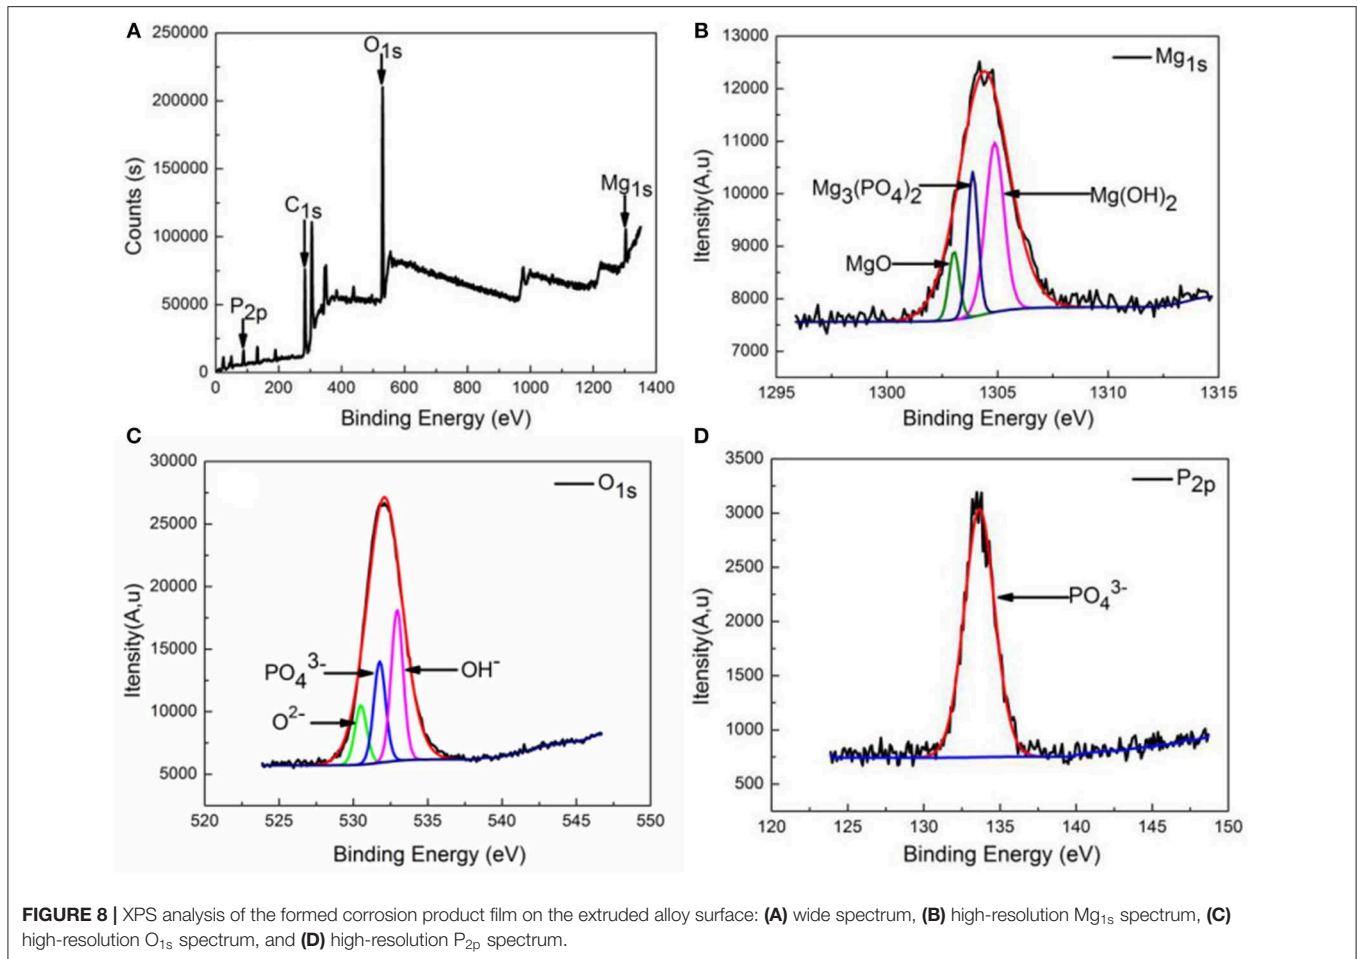 A
250000
200000
150000
100000
50000
0
Counts (s)
O1s
C1s
P2p
Mg1s
0 200 400 600 800 1000 1200 1400
Binding Energy (eV)
B
13000
12000
11000
10000
9000
8000
7000
Itensity(A,u)
Mg1s
Mg3(PO4)2
Mg(OH)2
MgO
1295 1300 1305 1310 1315
Binding Energy (eV)
C
30000
25000
20000
15000
10000
5000
Itensity(A,u)
O1s
PO4 3-
OH-
O2-
520 525 530 535 540 545 550
Binding Energy (eV)
D
3500
3000
2500
2000
1500
1000
500
Itensity(A,u)
P2p
PO4 3-
120 125 130 135 140 145 150
Binding Energy (eV)
FIGURE 8 | XPS analysis of the formed corrosion product film on the extruded alloy surface: (A) wide spectrum, (B) high-resolution Mg1s spectrum, (C)
high-resolution O1s spectrum, and (D) high-resolution P2p spectrum.